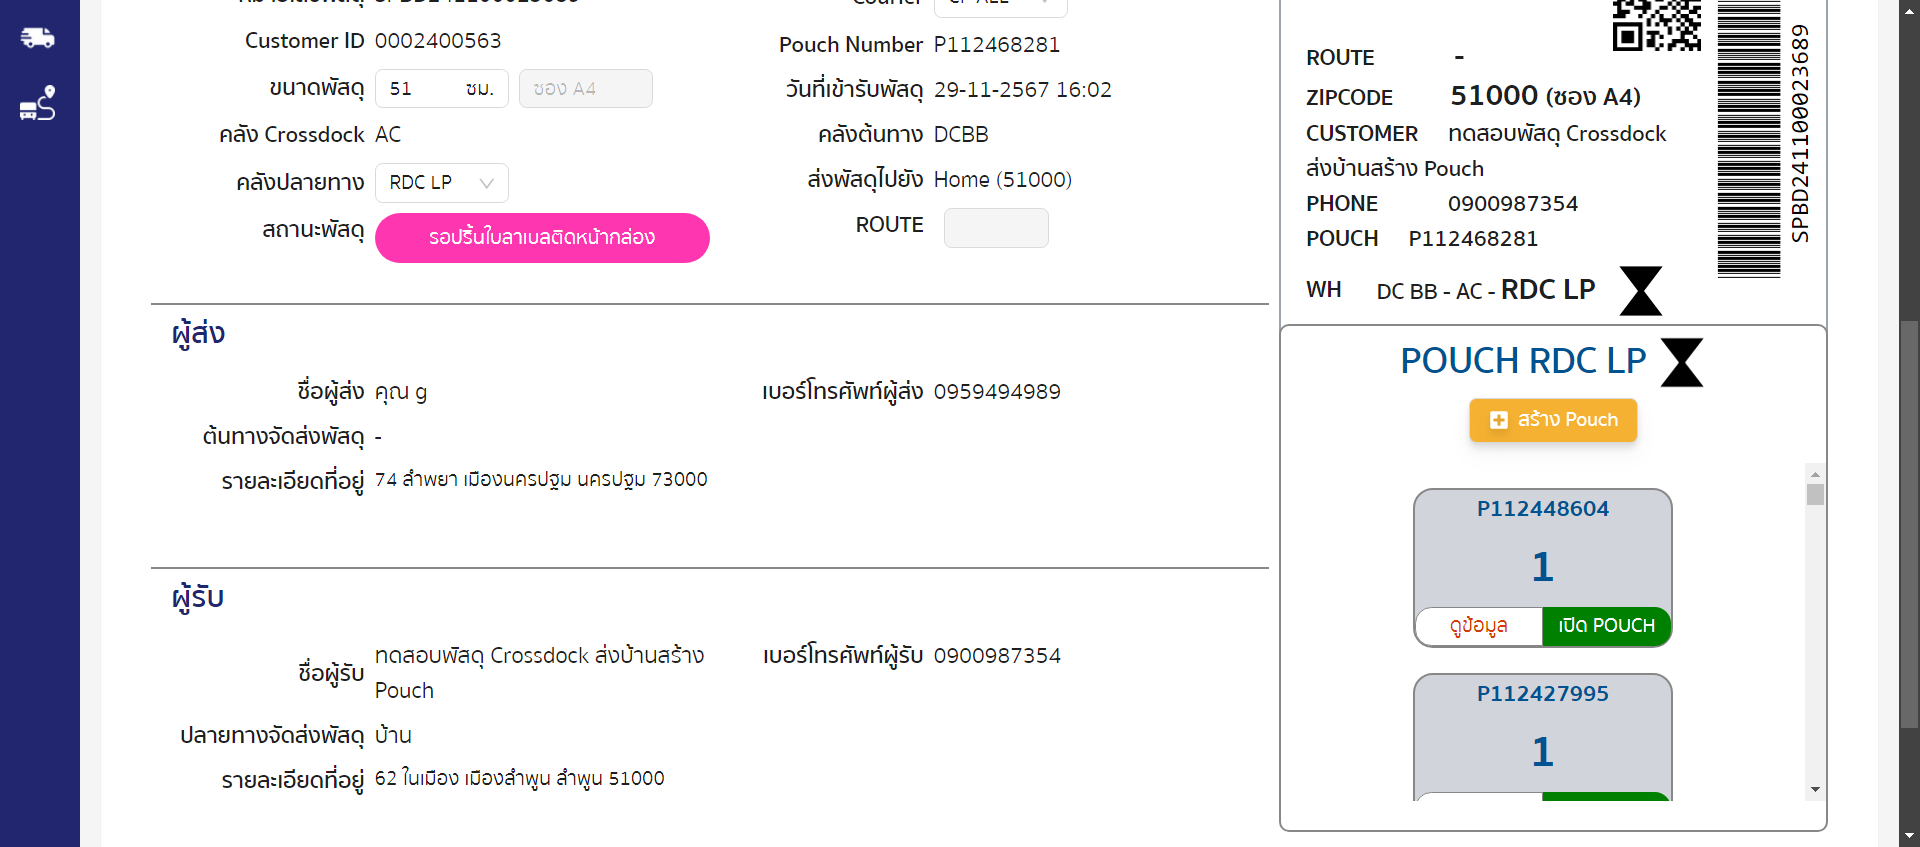 Customer ID 0002400563
Pouch Number P112468281
ขนาดพัสดุ 51 ซม. ซอง A4
วันที่เข้ารับพัสดุ 29-11-2567 16:02
คลัง Crossdock AC
คลังต้นทาง DCBB
คลังปลายทาง RDC LP
ส่งพัสดุไปยัง Home (51000)
สถานะพัสดุ รอปริ้นใบลาเบลติดหน้ากล่อง
ROUTE
ผู้ส่ง
ชื่อผู้ส่ง คุณ g
เบอร์โทรศัพท์ผู้ส่ง 0959494989
ต้นทางจัดส่งพัสดุ -
รายละเอียดที่อยู่ 74 ลำพยา เมืองนครปฐม นครปฐม 73000
ผู้รับ
ชื่อผู้รับ ทดสอบพัสดุ Crossdock ส่งบ้านสร้าง
Pouch
เบอร์โทรศัพท์ผู้รับ 0900987354
ปลายทางจัดส่งพัสดุ บ้าน
รายละเอียดที่อยู่ 62 ในเมือง เมืองลำพูน ลำพูน 51000
ROUTE -
ZIPCODE 51000 (ซอง A4)
CUSTOMER ทดสอบพัสดุ Crossdock
ส่งบ้านสร้าง Pouch
PHONE 0900987354
POUCH P112468281
WH DC BB - AC - RDC LP
SPBD241100023689
POUCH RDC LP
สร้าง Pouch
P112448604
1
ดูข้อมูล เปิด POUCH
P112427995
1